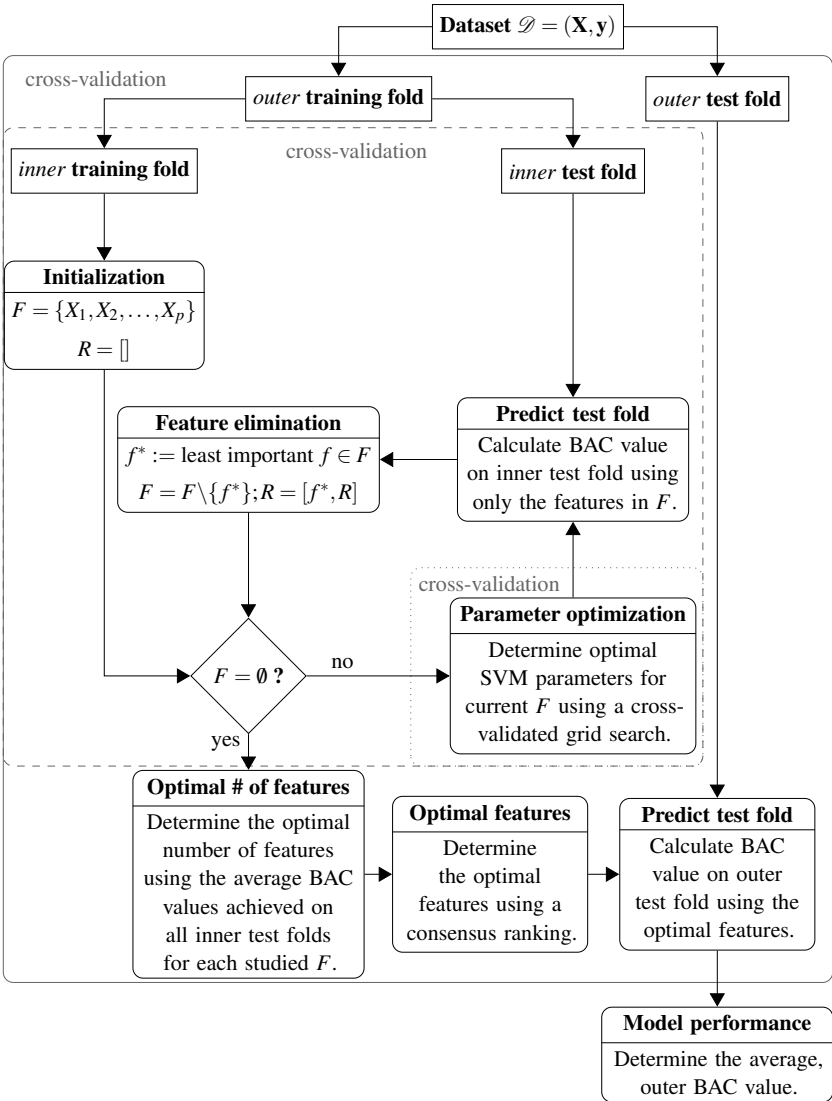 Dataset 𝒟 = (X, y)
cross-validation
outer training fold
outer test fold
cross-validation
inner training fold
inner test fold
Initialization
F = {X₁, X₂, …, Xₚ}
R = []
Feature elimination
f* := least important f ∈ F
F = F\{f*}; R = [f*, R]
Predict test fold
Calculate BAC value
on inner test fold using
only the features in F.
cross-validation
Parameter optimization
Determine optimal
SVM parameters for
current F using a cross-
validated grid search.
F = ∅ ?
no
yes
Optimal # of features
Determine the optimal
number of features
using the average BAC
values achieved on
all inner test folds
for each studied F.
Optimal features
Determine
the optimal
features using a
consensus ranking.
Predict test fold
Calculate BAC
value on outer
test fold using the
optimal features.
Model performance
Determine the average,
outer BAC value.